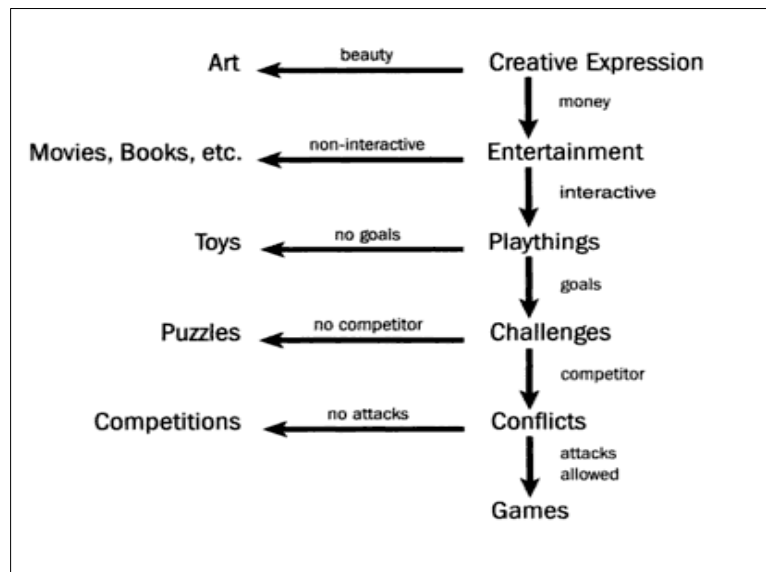 Art
beauty
Creative Expression
money
Movies, Books, etc.
non-interactive
Entertainment
interactive
Toys
no goals
Playthings
goals
Puzzles
no competitor
Challenges
competitor
Competitions
no attacks
Conflicts
attacks
allowed
Games